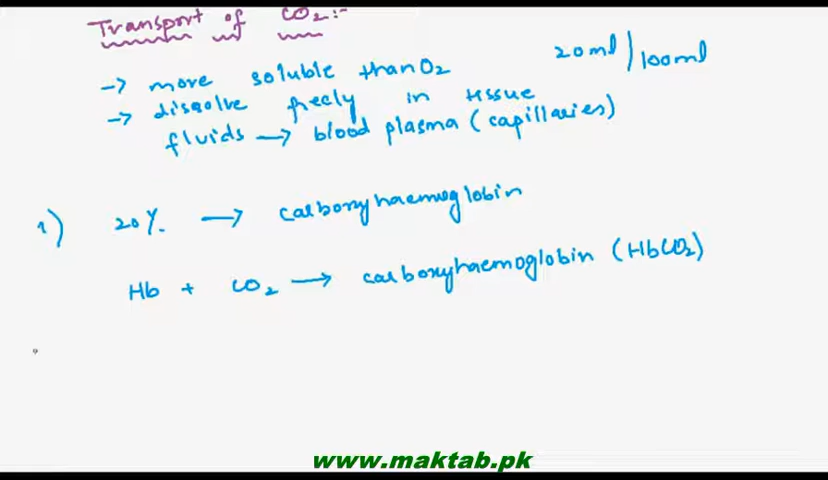 Transport of CO₂:-
20ml/100ml
→ more soluble than O₂
→ dissolve freely in tissue
fluids → blood plasma (capillaries)
1) 20% → carboxyhaemoglobin
Hb + CO₂ → carboxyhaemoglobin (HbCO₂)
www.maktab.pk